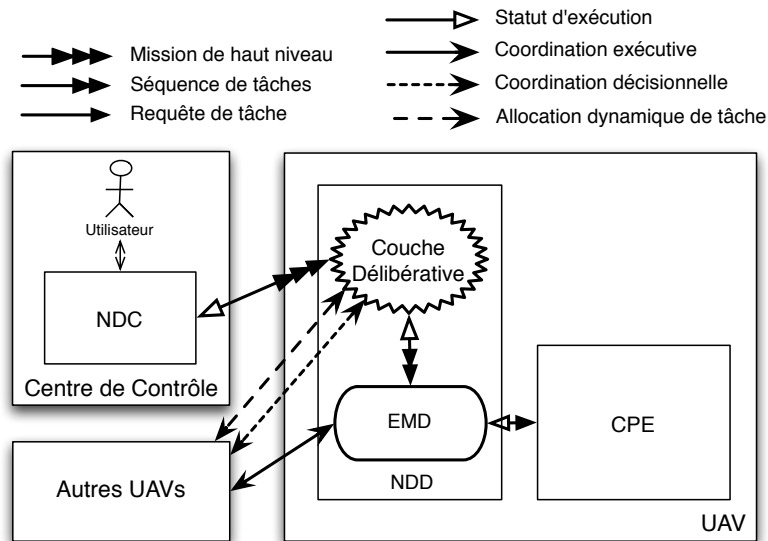 Statut d'exécution
Mission de haut niveau
Coordination exécutive
Séquence de tâches
Coordination décisionnelle
Requête de tâche
Allocation dynamique de tâche
Utilisateur
NDC
Centre de Contrôle
Autres UAVs
Couche
Délibérative
EMD
NDD
CPE
UAV